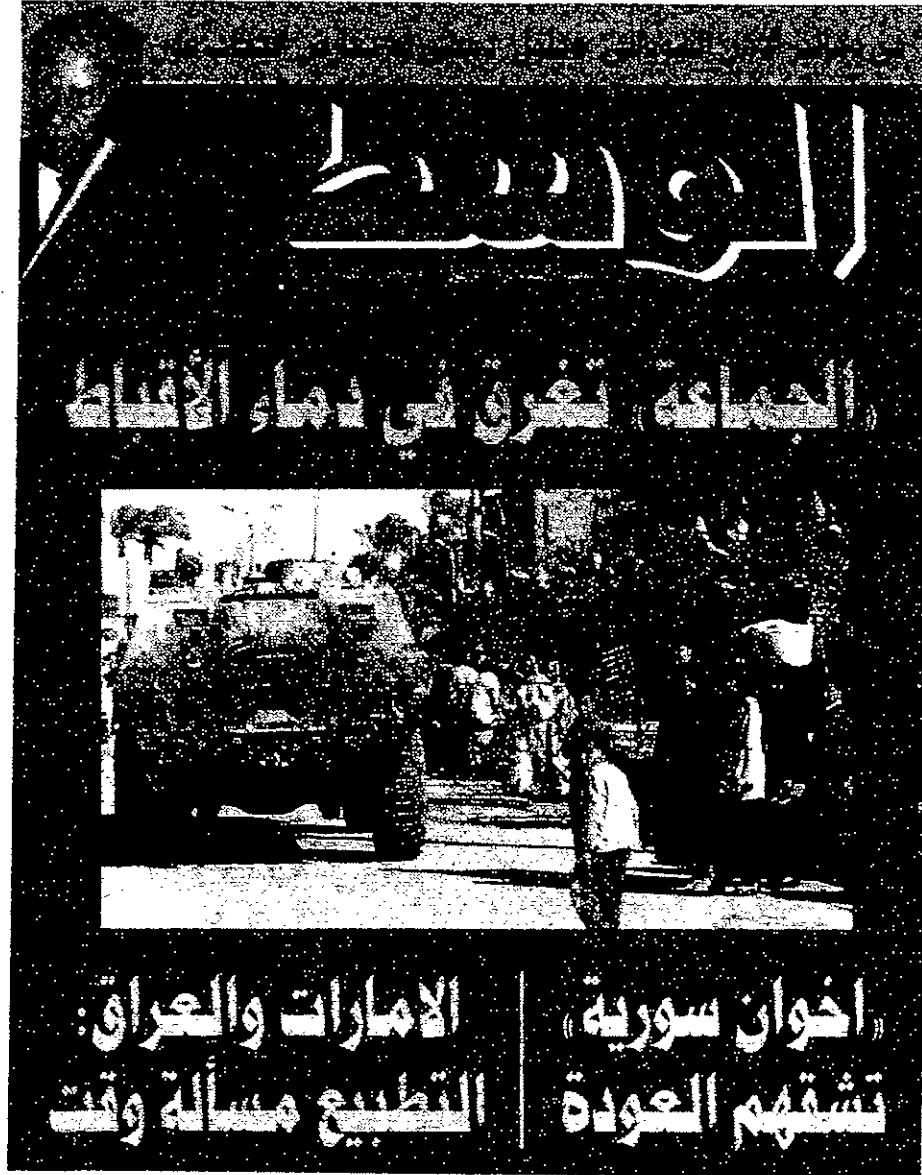 الوسط
«الجماعة» تغرق في دماء الأقباط
«اخوان سورية»
تشقهم العودة
الامارات والعراق:
التطبيع مسألة وقت